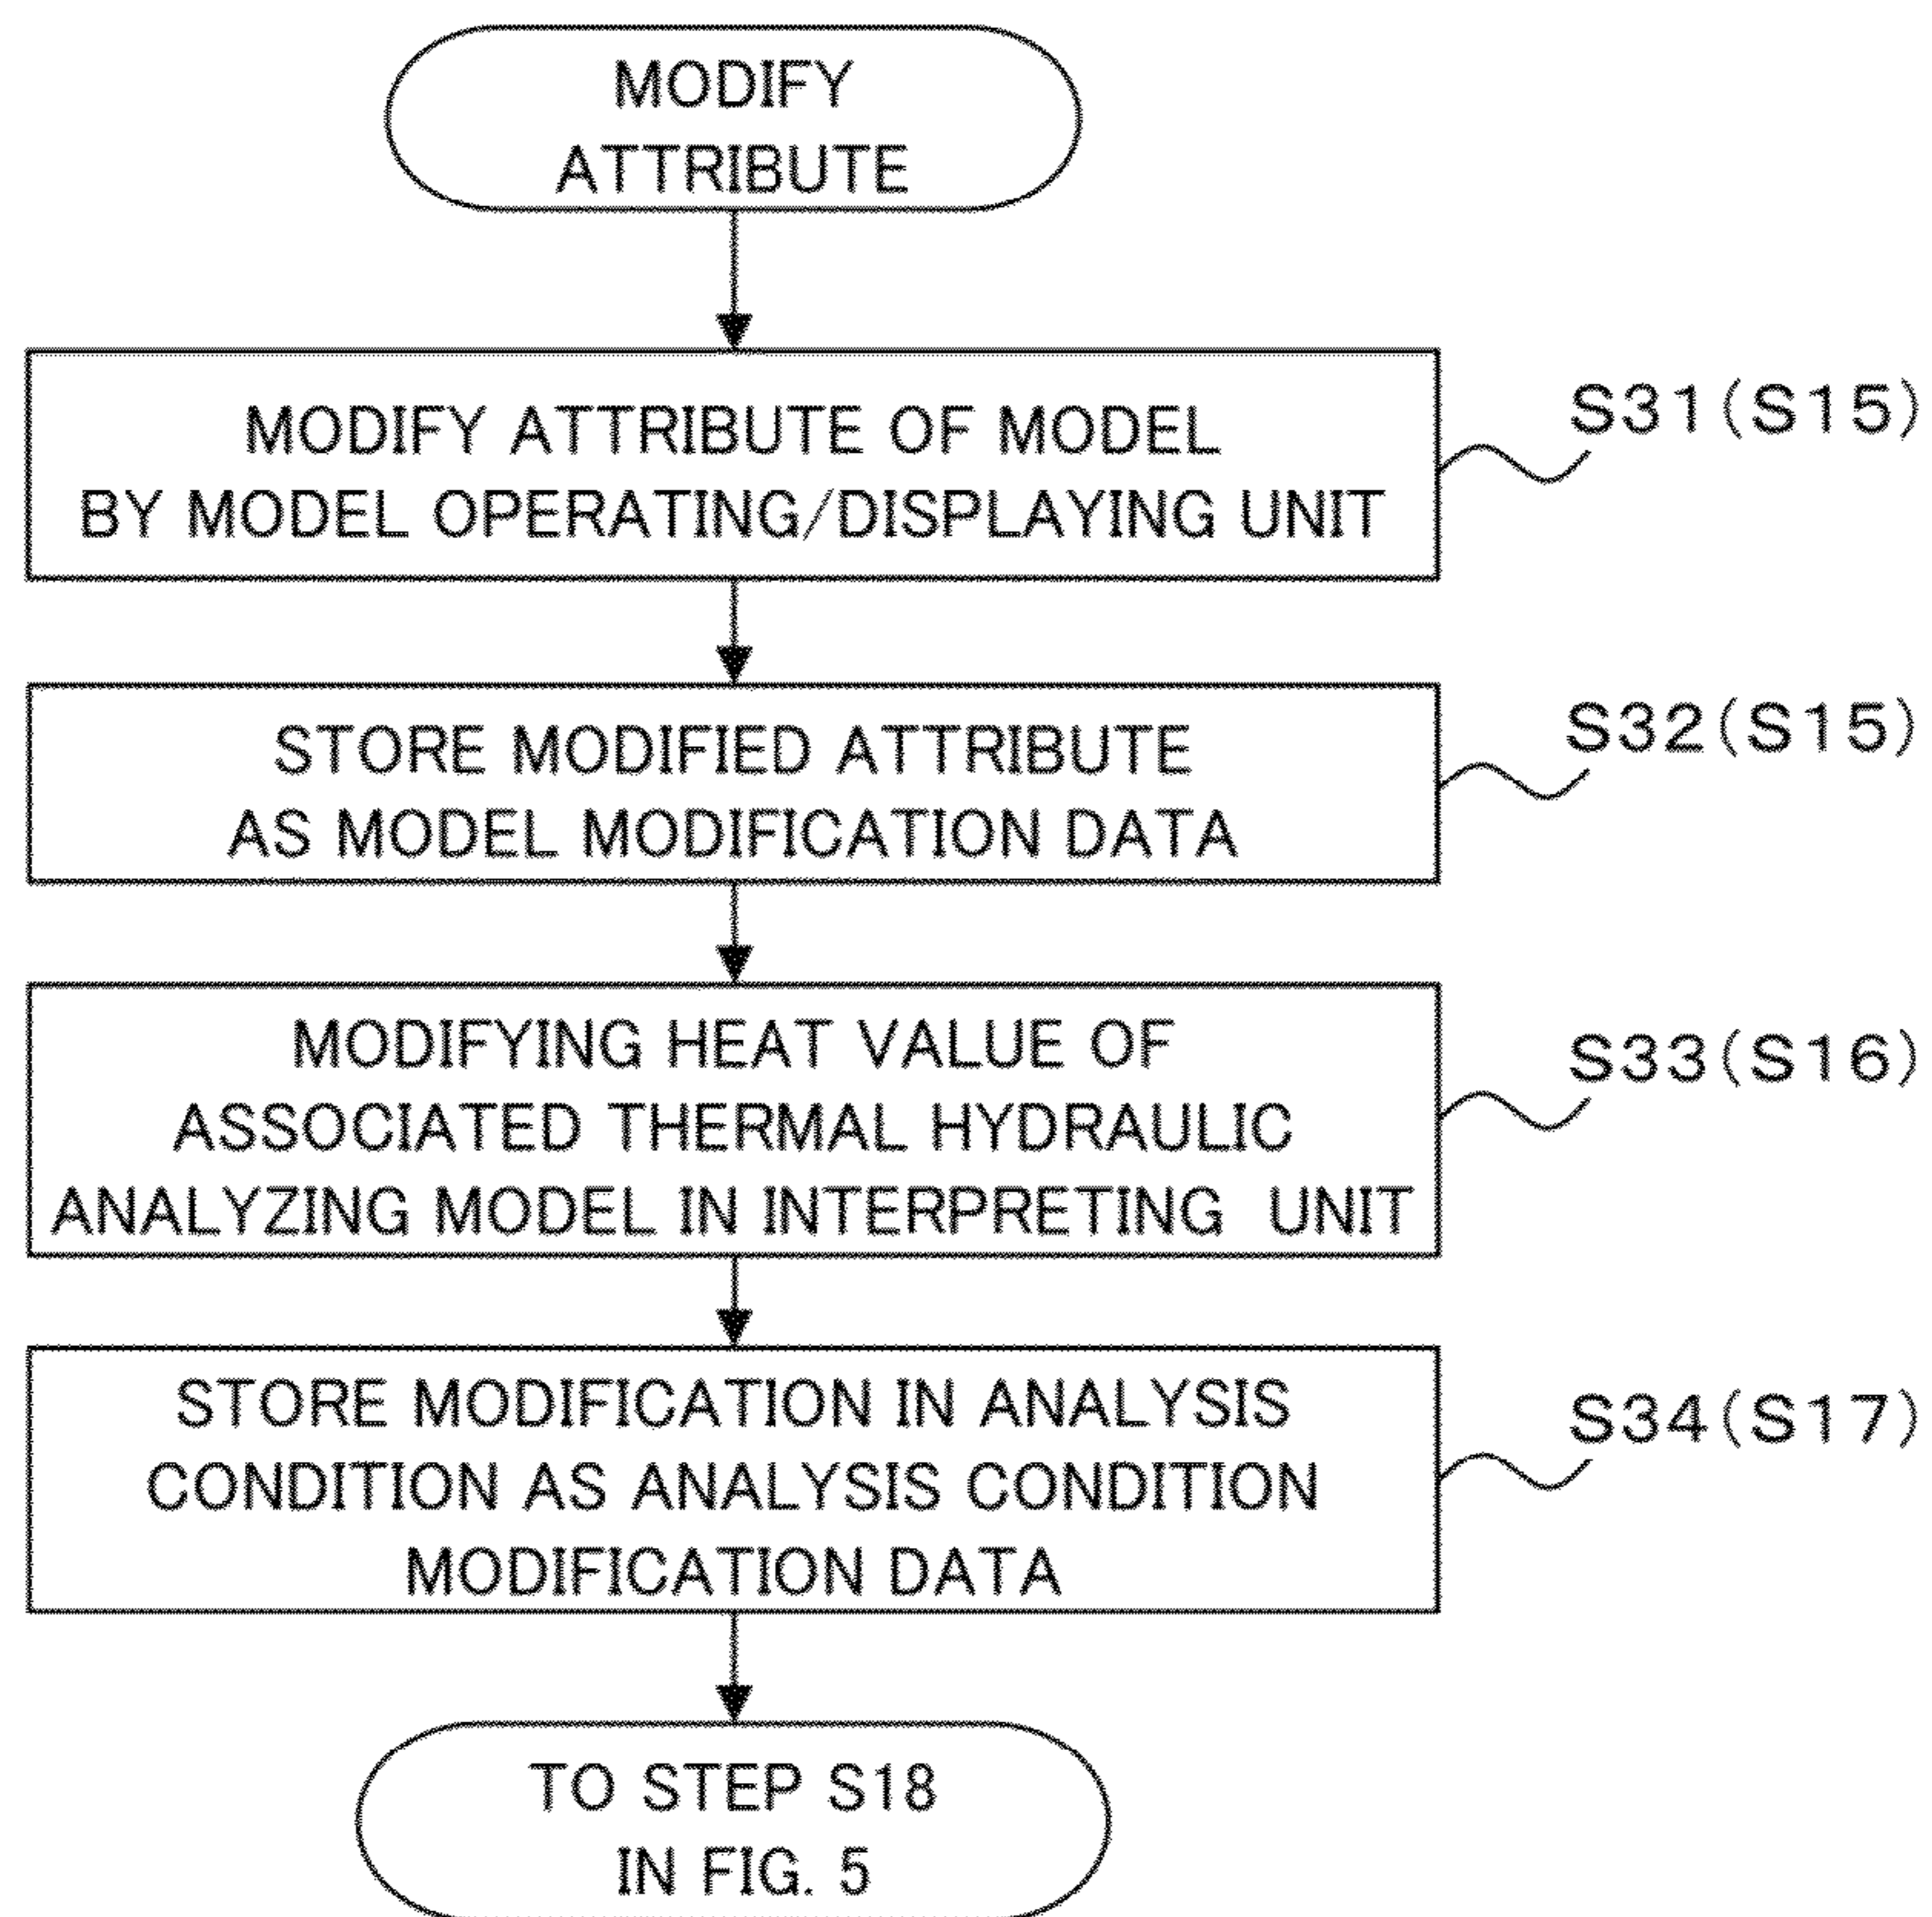 MODIFY
ATTRIBUTE
MODIFY ATTRIBUTE OF MODEL
BY MODEL OPERATING/DISPLAYING UNIT
S31(S15)
STORE MODIFIED ATTRIBUTE
AS MODEL MODIFICATION DATA
S32(S15)
MODIFYING HEAT VALUE OF
ASSOCIATED THERMAL HYDRAULIC
ANALYZING MODEL IN INTERPRETING UNIT
S33(S16)
STORE MODIFICATION IN ANALYSIS
CONDITION AS ANALYSIS CONDITION
MODIFICATION DATA
S34(S17)
TO STEP S18
IN FIG. 5